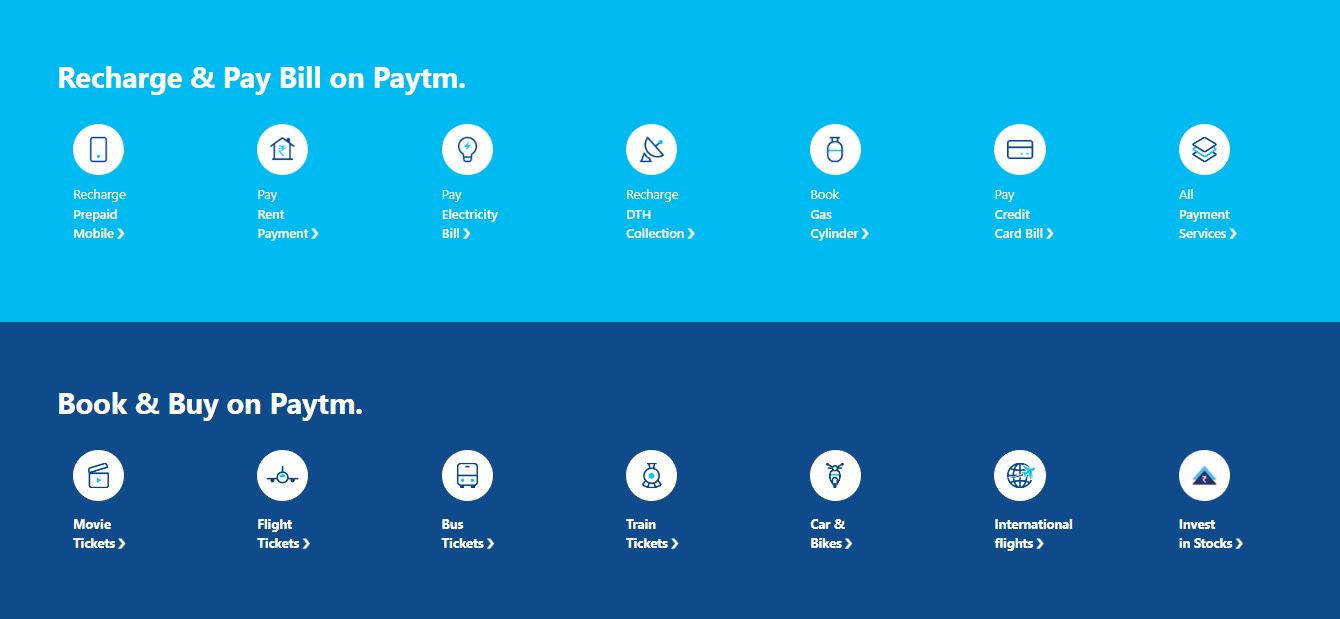 Recharge & Pay Bill on Paytm.
Recharge
Prepaid
Mobile ❯
Pay
Rent
Payment ❯
Pay
Electricity
Bill ❯
Recharge
DTH
Collection ❯
Book
Gas
Cylinder ❯
Pay
Credit
Card Bill ❯
All
Payment
Services ❯
Book & Buy on Paytm.
Movie
Tickets ❯
Flight
Tickets ❯
Bus
Tickets ❯
Train
Tickets ❯
Car &
Bikes ❯
International
flights ❯
Invest
in Stocks ❯